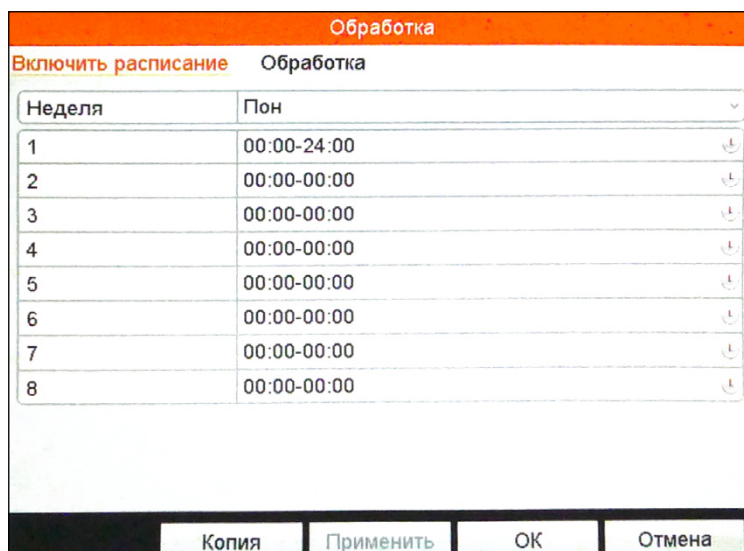 Обработка
Включить расписание Обработка
Неделя Пон
1 00:00-24:00
2 00:00-00:00
3 00:00-00:00
4 00:00-00:00
5 00:00-00:00
6 00:00-00:00
7 00:00-00:00
8 00:00-00:00
Копия Применить ОК Отмена